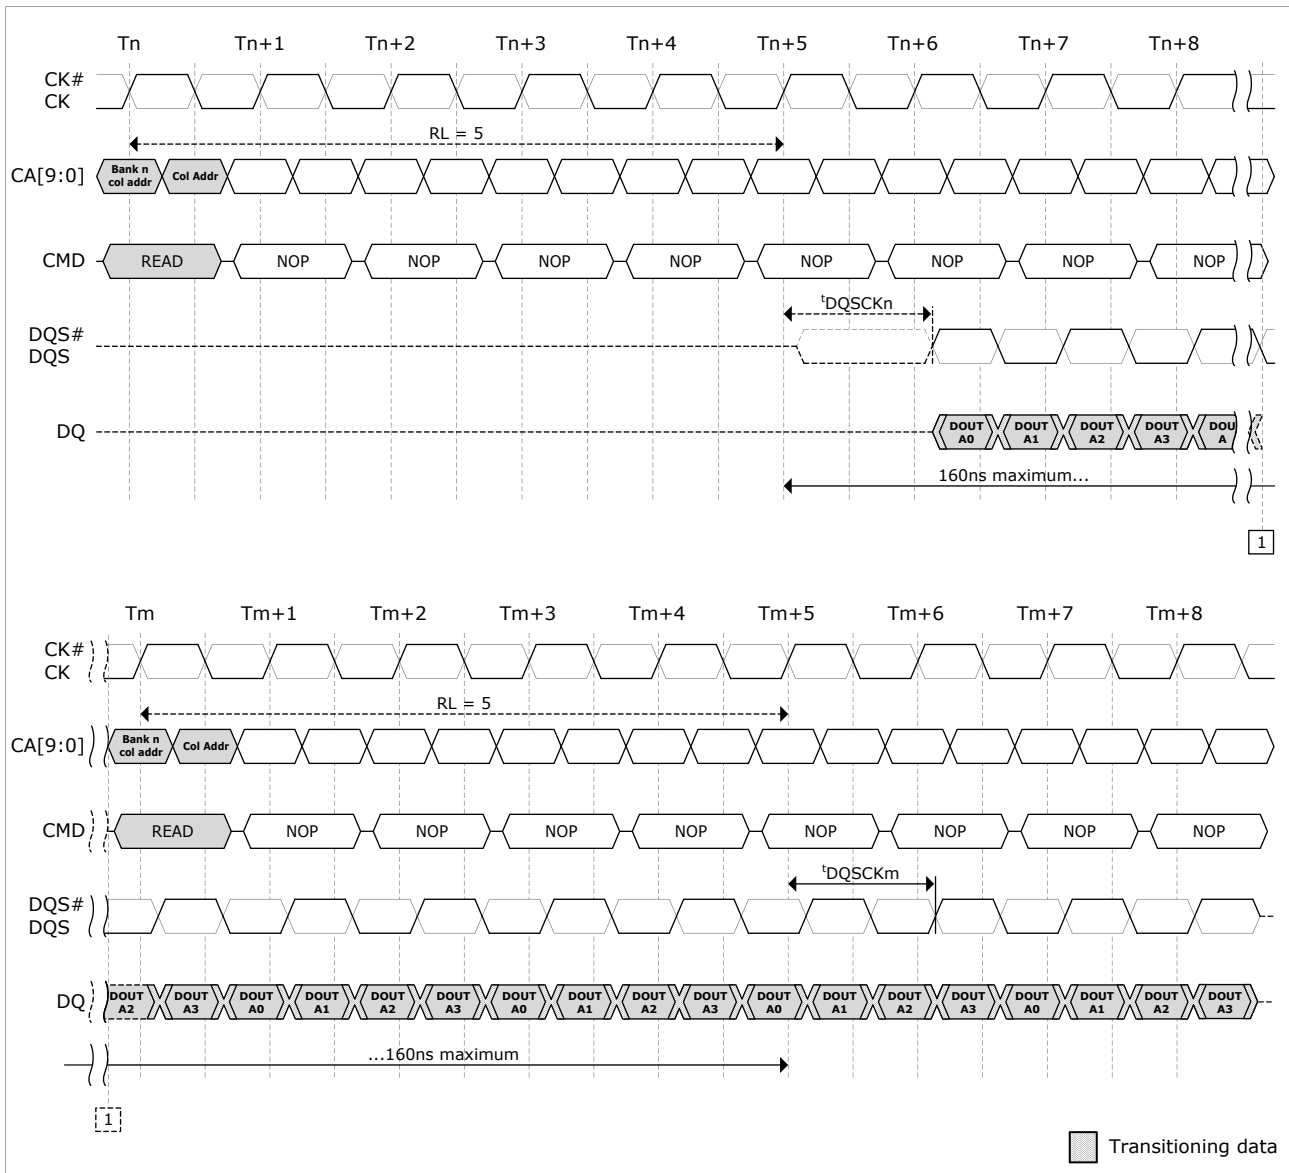 Tn Tn+1 Tn+2 Tn+3 Tn+4 Tn+5 Tn+6 Tn+7 Tn+8
CK#
CK
RL = 5
CA[9:0] Bank n col addr Col Addr
CMD READ NOP NOP NOP NOP NOP NOP NOP NOP
tDQSCKn
DQS#
DQS
DQ DOUT A0 DOUT A1 DOUT A2 DOUT A3 DOU A
160ns maximum...
1
Tm Tm+1 Tm+2 Tm+3 Tm+4 Tm+5 Tm+6 Tm+7 Tm+8
CK#
CK
RL = 5
CA[9:0] Bank n col addr Col Addr
CMD READ NOP NOP NOP NOP NOP NOP NOP NOP
tDQSCKm
DQS#
DQS
DQ DOUT A2 DOUT A3 DOUT A0 DOUT A1 DOUT A2 DOUT A3 DOUT A0 DOUT A1 DOUT A2 DOUT A3 DOUT A0 DOUT A1 DOUT A2 DOUT A3 DOUT A0 DOUT A1 DOUT A2 DOUT A3
...160ns maximum
1
Transitioning data